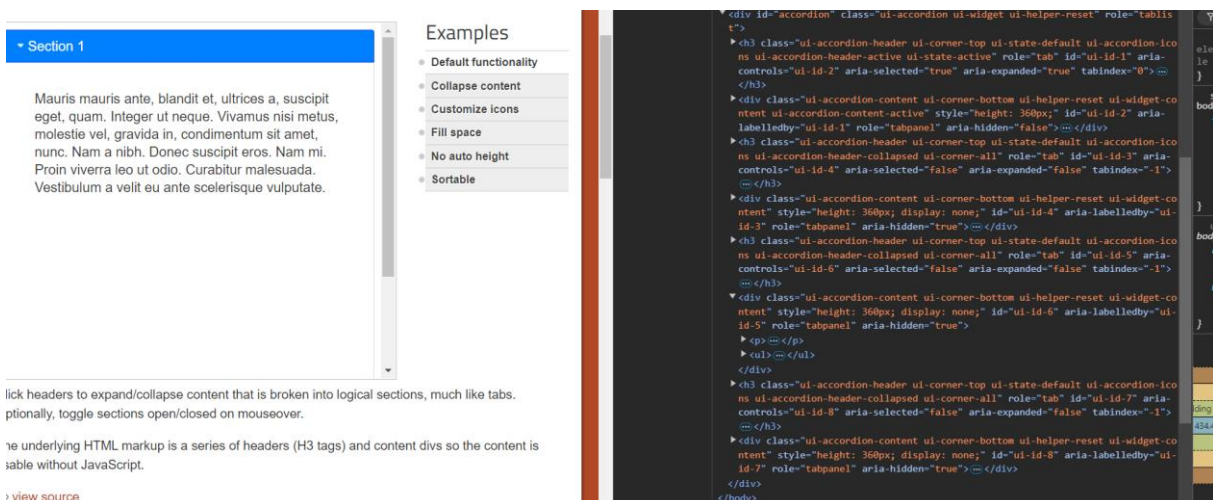 Section 1
Mauris mauris ante, blandit et, ultrices a, suscipit
eget, quam. Integer ut neque. Vivamus nisi metus,
molestie vel, gravida in, condimentum sit amet,
nunc. Nam a nibh. Donec suscipit eros. Nam mi.
Proin viverra leo ut odio. Curabitur malesuada.
Vestibulum a velit eu ante scelerisque vulputate.
Examples
Default functionality
Collapse content
Customize icons
Fill space
No auto height
Sortable
lick headers to expand/collapse content that is broken into logical sections, much like tabs.
ptionally, toggle sections open/closed on mouseover.
he underlying HTML markup is a series of headers (H3 tags) and content divs so the content is
sable without JavaScript.
view source
<div id="accordion" class="ui-accordion ui-widget ui-helper-reset" role="tablis
t">
<h3 class="ui-accordion-header ui-corner-top ui-state-default ui-accordion-ico
ns ui-accordion-header-active ui-state-active" role="tab" id="ui-id-1" aria-
controls="ui-id-2" aria-selected="true" aria-expanded="true" tabindex="0">
</h3>
<div class="ui-accordion-content ui-corner-bottom ui-helper-reset ui-widget-co
ntent ui-accordion-content-active" style="height: 360px;" id="ui-id-2" aria-
labelledby="ui-id-1" role="tabpanel" aria-hidden="false">…</div>
<h3 class="ui-accordion-header ui-corner-top ui-state-default ui-accordion-ico
ns ui-accordion-header-collapsed ui-corner-all" role="tab" id="ui-id-3" aria-
controls="ui-id-4" aria-selected="false" aria-expanded="false" tabindex="-1">
…</h3>
<div class="ui-accordion-content ui-corner-bottom ui-helper-reset ui-widget-co
ntent" style="height: 360px; display: none;" id="ui-id-4" aria-labelledby="ui-
id-3" role="tabpanel" aria-hidden="true">…</div>
<h3 class="ui-accordion-header ui-corner-top ui-state-default ui-accordion-ico
ns ui-accordion-header-collapsed ui-corner-all" role="tab" id="ui-id-5" aria-
controls="ui-id-6" aria-selected="false" aria-expanded="false" tabindex="-1">
…</h3>
<div class="ui-accordion-content ui-corner-bottom ui-helper-reset ui-widget-co
ntent" style="height: 360px; display: none;" id="ui-id-6" aria-labelledby="ui-
id-5" role="tabpanel" aria-hidden="true">
<p>…</p>
<ul>…</ul>
</div>
<h3 class="ui-accordion-header ui-corner-top ui-state-default ui-accordion-ico
ns ui-accordion-header-collapsed ui-corner-all" role="tab" id="ui-id-7" aria-
controls="ui-id-8" aria-selected="false" aria-expanded="false" tabindex="-1">
…</h3>
<div class="ui-accordion-content ui-corner-bottom ui-helper-reset ui-widget-co
ntent" style="height: 360px; display: none;" id="ui-id-8" aria-labelledby="ui-
id-7" role="tabpanel" aria-hidden="true">…</div>
</div>
</body>
ele
le
}
bod
}
bod
}
lding
434.4